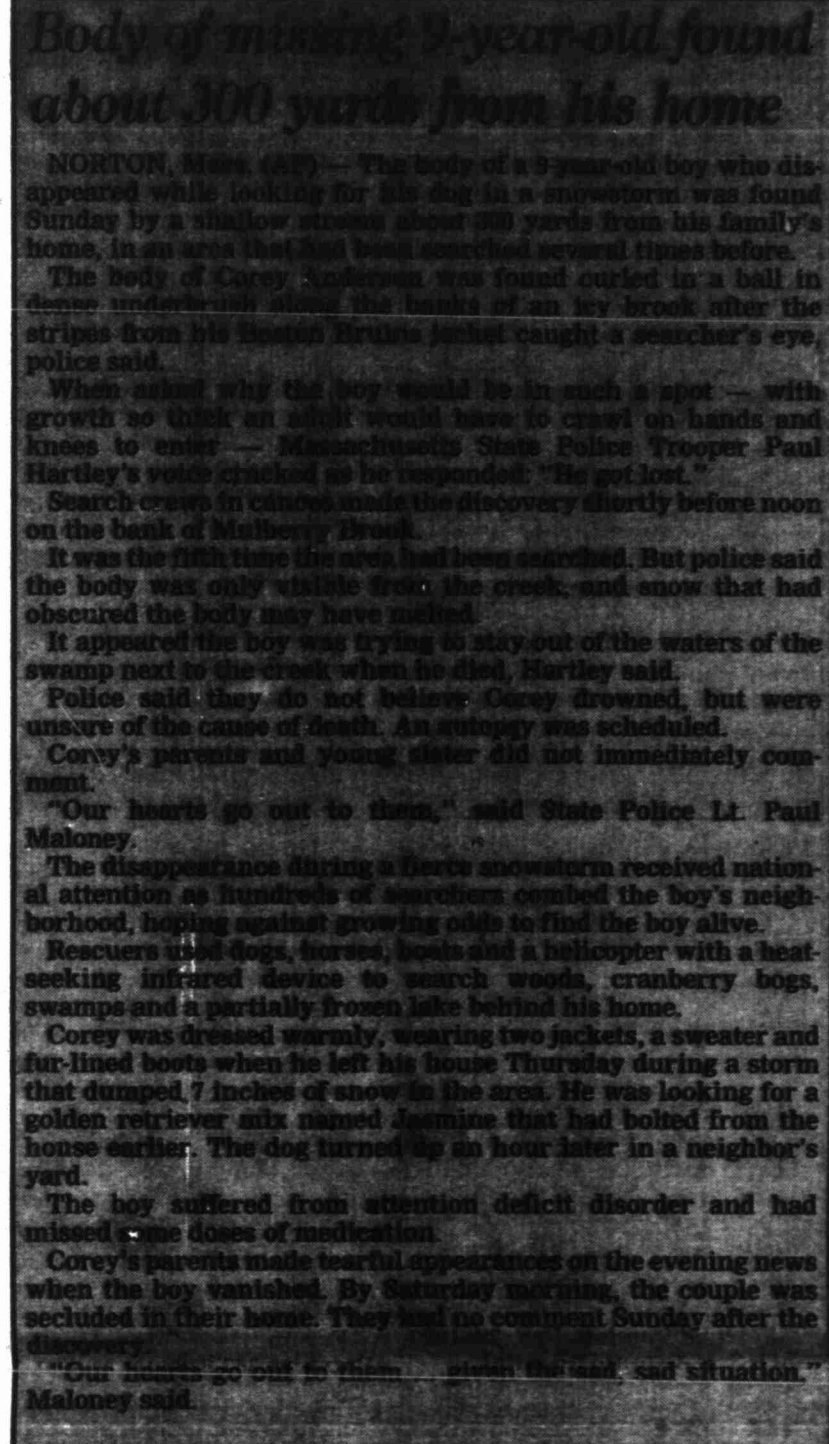 Body of missing 9-year-old found
about 300 yards from his home
NORTON, Mass. (AP) — The body of a 9-year-old boy who dis-
appeared while looking for his dog in a snowstorm was found
Sunday by a shallow stream about 300 yards from his family's
home, in an area that had been searched several times before.
The body of Corey Anderson was found curled in a ball in
dense underbrush along the banks of an icy brook after the
stripes from his Boston Bruins jacket caught a searcher's eye,
police said.
When asked why the boy would be in such a spot — with
growth so thick an adult would have to crawl on hands and
knees to enter — Massachusetts State Police Trooper Paul
Hartley's voice cracked as he responded: "He got lost."
Search crews in canoes made the discovery shortly before noon
on the bank of Mulberry Brook.
It was the fifth time the area had been searched. But police said
the body was only visible from the creek, and snow that had
obscured the body may have melted.
It appeared the boy was trying to stay out of the waters of the
swamp next to the creek when he died, Hartley said.
Police said they do not believe Corey drowned, but were
unsure of the cause of death. An autopsy was scheduled.
Corey's parents and young sister did not immediately com-
ment.
"Our hearts go out to them," said State Police Lt. Paul
Maloney.
The disappearance during a fierce snowstorm received nation-
al attention as hundreds of searchers combed the boy's neigh-
borhood, hoping against growing odds to find the boy alive.
Rescuers used dogs, horses, boats and a helicopter with a heat-
seeking infrared device to search woods, cranberry bogs,
swamps and a partially frozen lake behind his home.
Corey was dressed warmly, wearing two jackets, a sweater and
fur-lined boots when he left his house Thursday during a storm
that dumped 7 inches of snow in the area. He was looking for a
golden retriever mix named Jasmine that had bolted from the
house earlier. The dog turned up an hour later in a neighbor's
yard.
The boy suffered from attention deficit disorder and had
missed some doses of medication.
Corey's parents made tearful appearances on the evening news
when the boy vanished. By Saturday morning, the couple was
secluded in their home. They had no comment Sunday after the
discovery.
"Our hearts go out to them ... given the sad, sad situation,"
Maloney said.